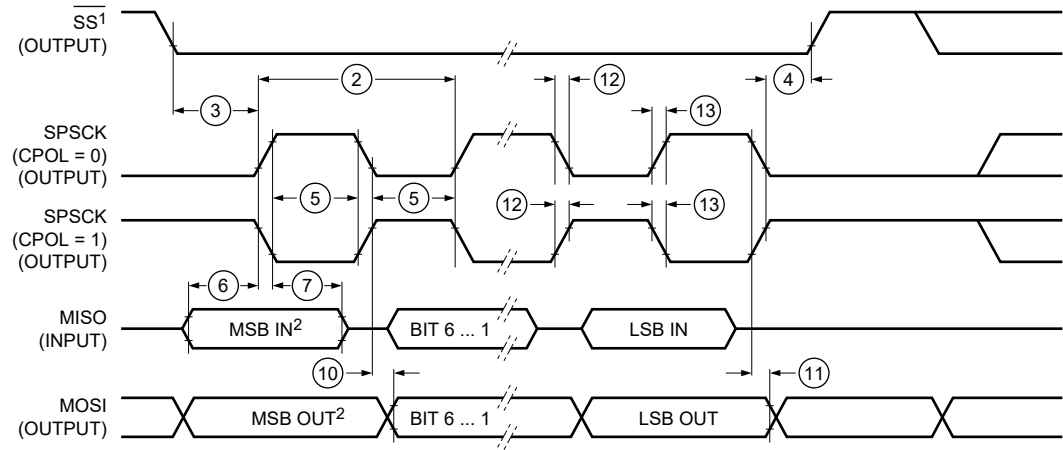 SS¹
(OUTPUT)
2
12
4
3
13
SPSCK
(CPOL = 0)
(OUTPUT)
5
5
12
13
SPSCK
(CPOL = 1)
(OUTPUT)
6
7
MISO
(INPUT)
MSB IN²
BIT 6 ... 1
LSB IN
10
11
MOSI
(OUTPUT)
MSB OUT²
BIT 6 ... 1
LSB OUT